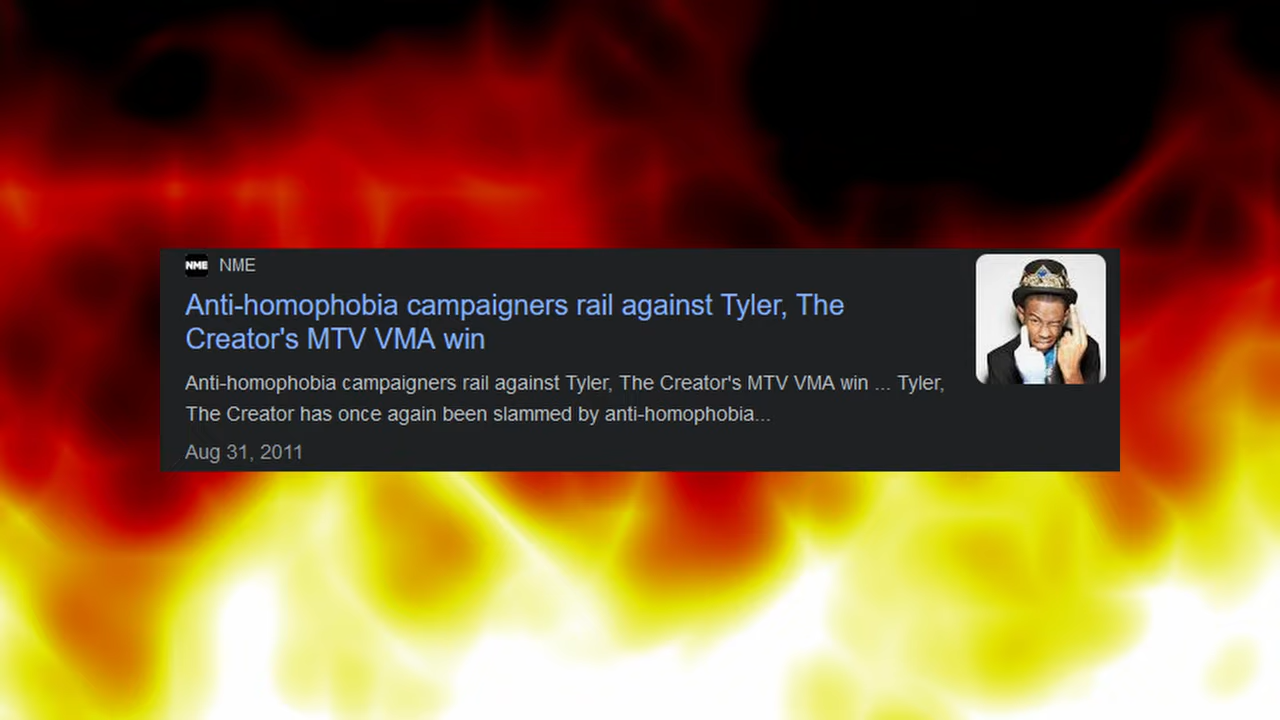 NME NME
Anti-homophobia campaigners rail against Tyler, The
Creator's MTV VMA win
Anti-homophobia campaigners rail against Tyler, The Creator's MTV VMA win ... Tyler,
The Creator has once again been slammed by anti-homophobia...
Aug 31, 2011